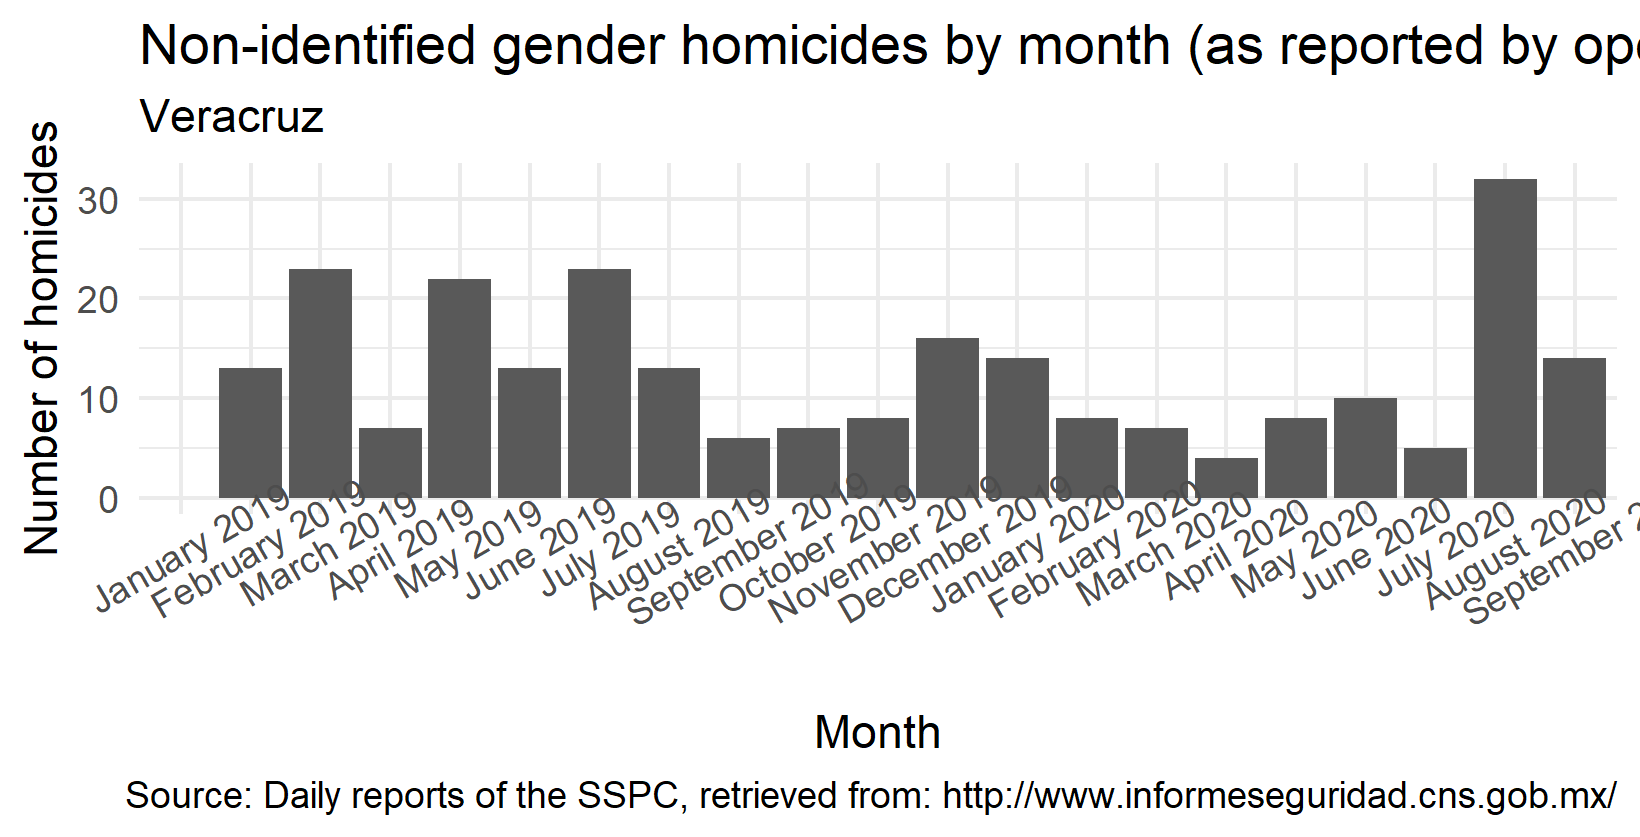 Non-identified gender homicides by month (as reported by
Veracruz
Number of homicides
30
20
10
0
January 2019
February 2019
March 2019
April 2019
May 2019
June 2019
July 2019
August 2019
September 2019
October 2019
November 2019
December 2019
January 2020
February 2020
March 2020
April 2020
May 2020
June 2020
July 2020
August 2020
September
Month
Source: Daily reports of the SSPC, retrieved from: http://www.informeseguridad.cns.gob.mx/